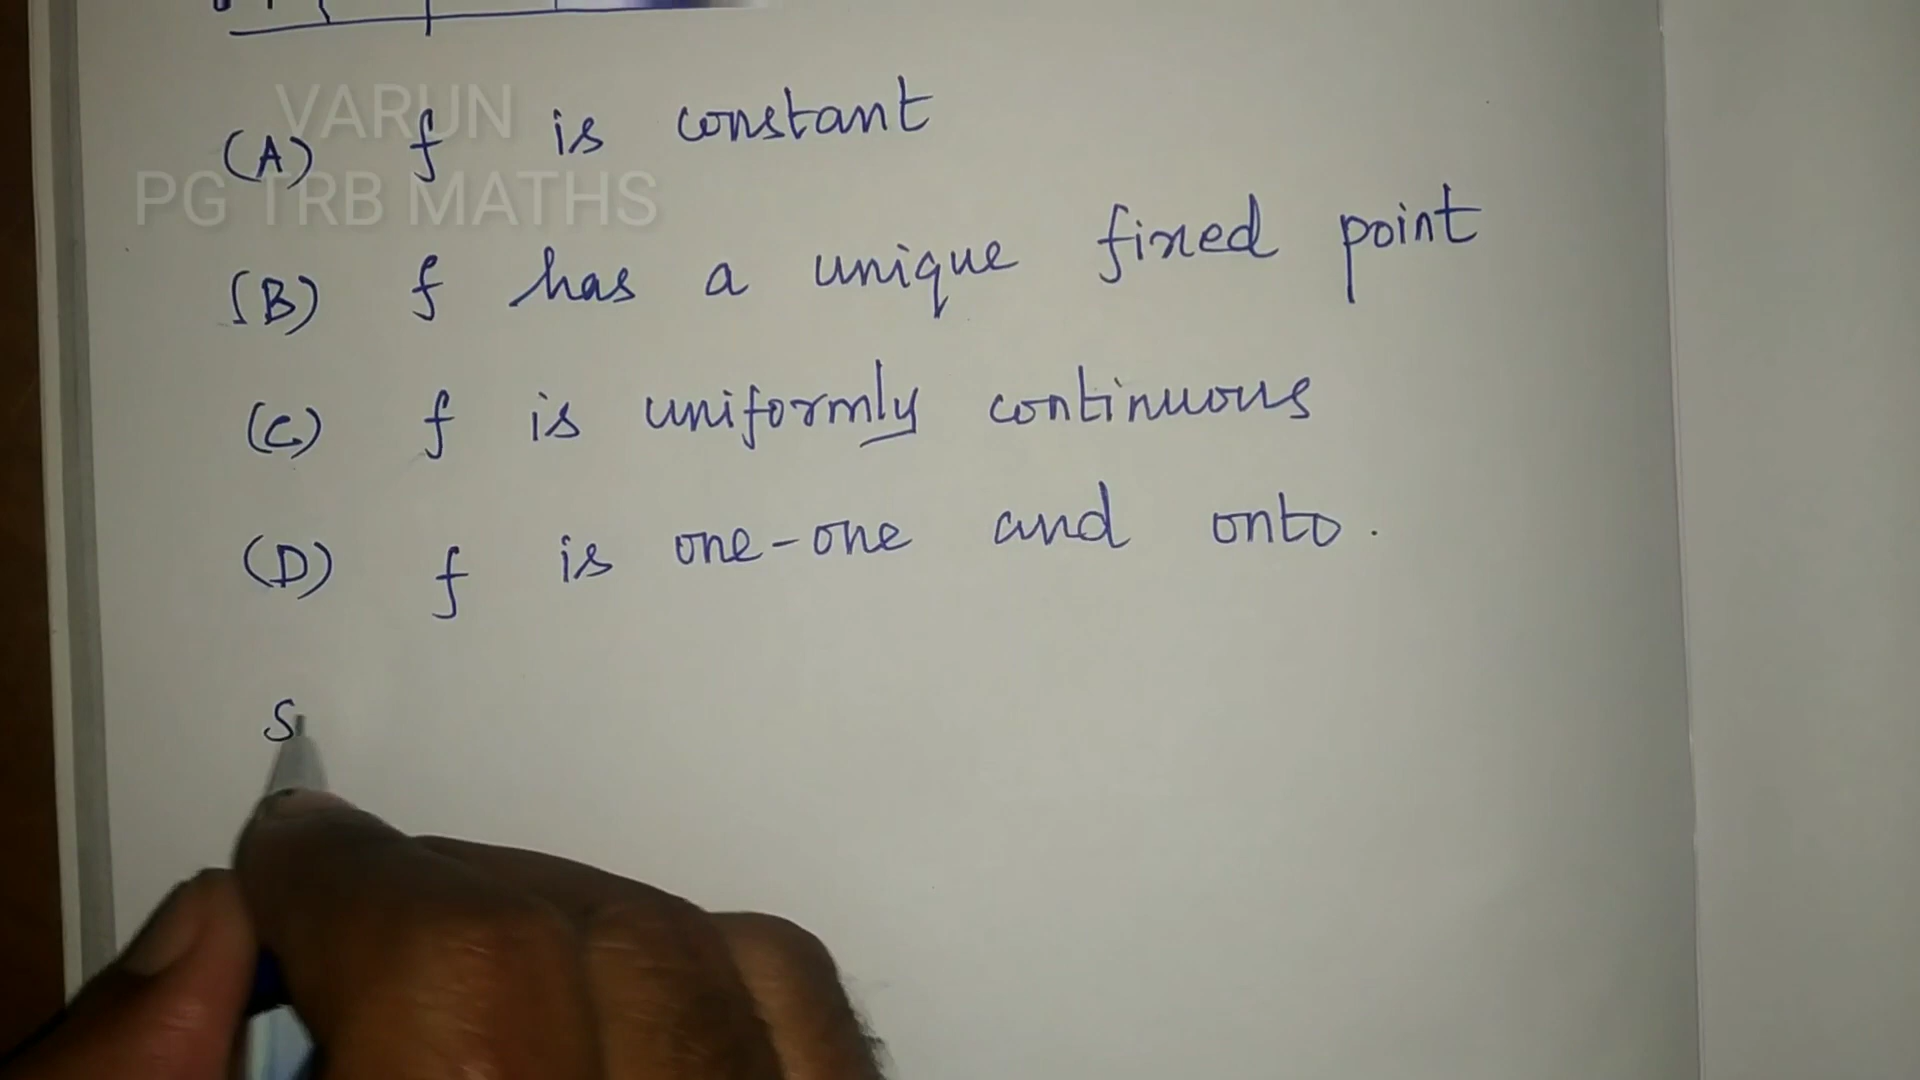 VARUN
PG TRB MATHS
(A) f is constant
(B) f has a unique fixed point
(C) f is uniformly continuous
(D) f is one-one and onto.
S